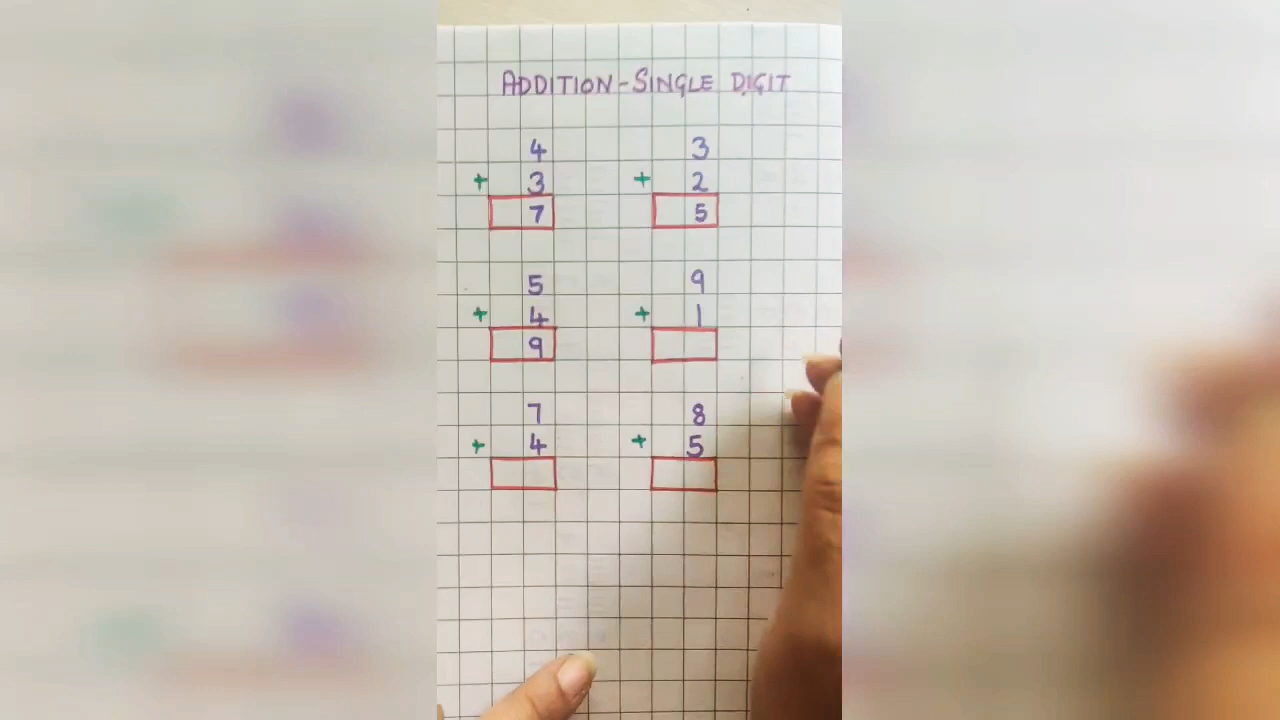 ADDITION-SINGLE DIGIT
4 3
+ 3 + 2
7 5
5 9
+ 4 + 1
9
7 8
+ 4 + 5